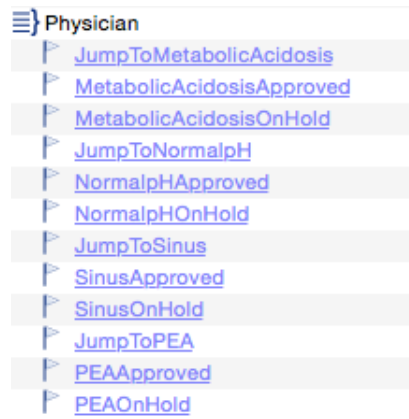 Physician
JumpToMetabolicAcidosis
MetabolicAcidosisApproved
MetabolicAcidosisOnHold
JumpToNormalpH
NormalpHApproved
NormalpHOnHold
JumpToSinus
SinusApproved
SinusOnHold
JumpToPEA
PEAApproved
PEAOnHold